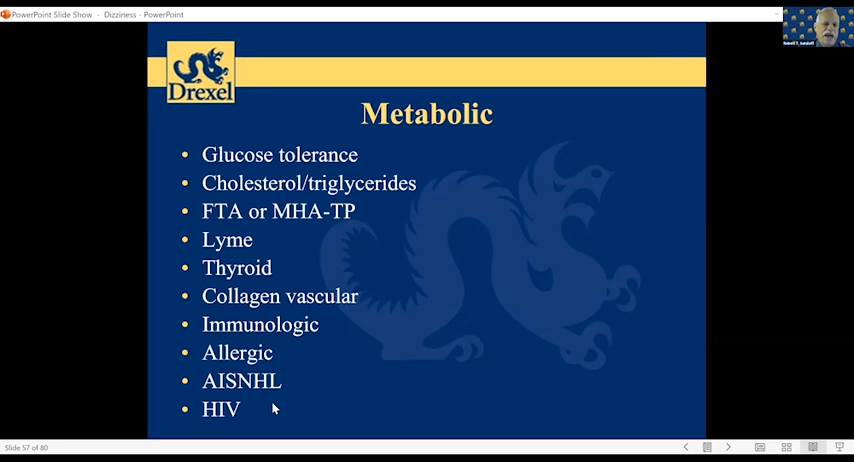 PowerPoint Slide Show - Dizziness - PowerPoint
Drexel
Metabolic
• Glucose tolerance
• Cholesterol/triglycerides
• FTA or MHA-TP
• Lyme
• Thyroid
• Collagen vascular
• Immunologic
• Allergic
• AISNHL
• HIV
Slide 57 of 80